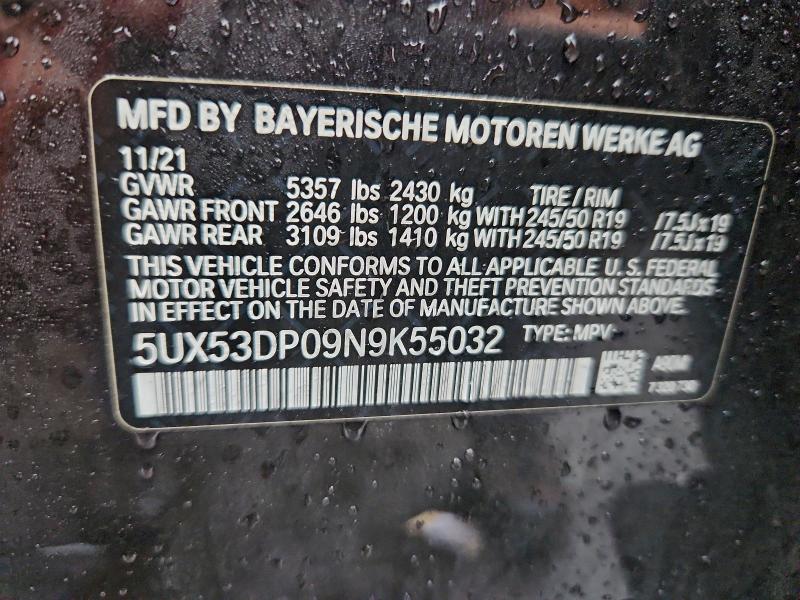 MFD BY BAYERISCHE MOTOREN WERKE AG
11/21
GVWR 5357 lbs 2430 kg TIRE / RIM
GAWR FRONT 2646 lbs 1200 kg WITH 245/50 R19 /7.5Jx19
GAWR REAR 3109 lbs 1410 kg WITH 245/50 R19 /7.5Jx19
THIS VEHICLE CONFORMS TO ALL APPLICABLE U.S. FEDERAL
MOTOR VEHICLE SAFETY AND THEFT PREVENTION STANDARDS
IN EFFECT ON THE DATE OF MANUFACTURE SHOWN ABOVE.
5UX53DP09N9K55032 TYPE: MPV